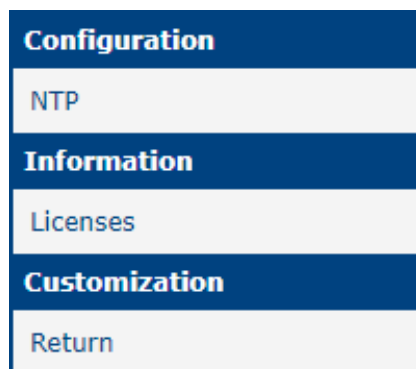 Configuration
NTP
Information
Licenses
Customization
Return